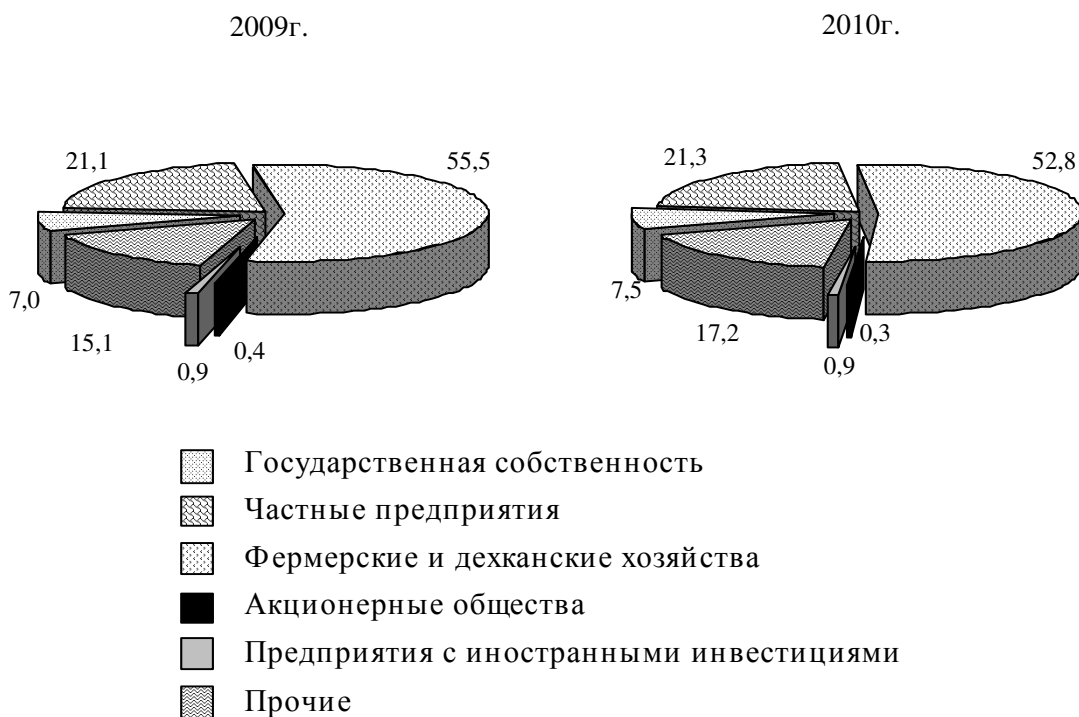 2009г.
2010г.
21,1
55,5
21,3
52,8
7,0
15,1
0,9
0,4
7,5
17,2
0,9
0,3
Государственная собственность
Частные предприятия
Фермерские и дехканские хозяйства
Акционерные общества
Предприятия с иностранными инвестициями
Прочие